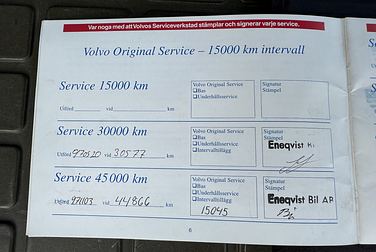 Var noga med att Volvos Serviceverkstad stämplar och signerar varje service.
Volvo Original Service – 15000 km intervall
Service 15000 km
Utförd ______ vid ______ km
Volvo Original Service
❑Bas
❑Underhållsservice
Signatur
Stämpel
Service 30000 km
Utförd 970520 vid 30577 km
Volvo Original Service
❑Bas
❑Underhållsservice
❑Intervalltillägg
Signatur
Stämpel
Eneqvist
Service 45000 km
Utförd 971103 vid 44866 km
Volvo Original Service
❑Bas
❑Underhållsservice
❑Intervalltillägg
15045
Signatur
Stämpel
Eneqvist Bil AB
6